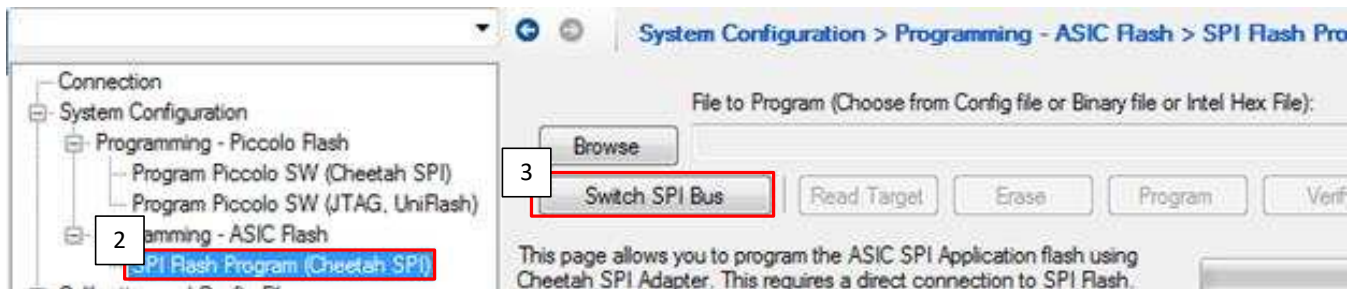 System Configuration > Programming - ASIC Flash > SPI Flash Pro
Connection
System Configuration
Programming - Piccolo Flash
Program Piccolo SW (Cheetah SPI)
Program Piccolo SW (JTAG, UniFlash)
2
amming - ASIC Flash
SPI Flash Program (Cheetah SPI)
File to Program (Choose from Config file or Binary file or Intel Hex File):
Browse
3
Switch SPI Bus
Read Target
Erase
Program
Verif
This page allows you to program the ASIC SPI Application flash using
Cheetah SPI Adapter. This requires a direct connection to SPI Flash.